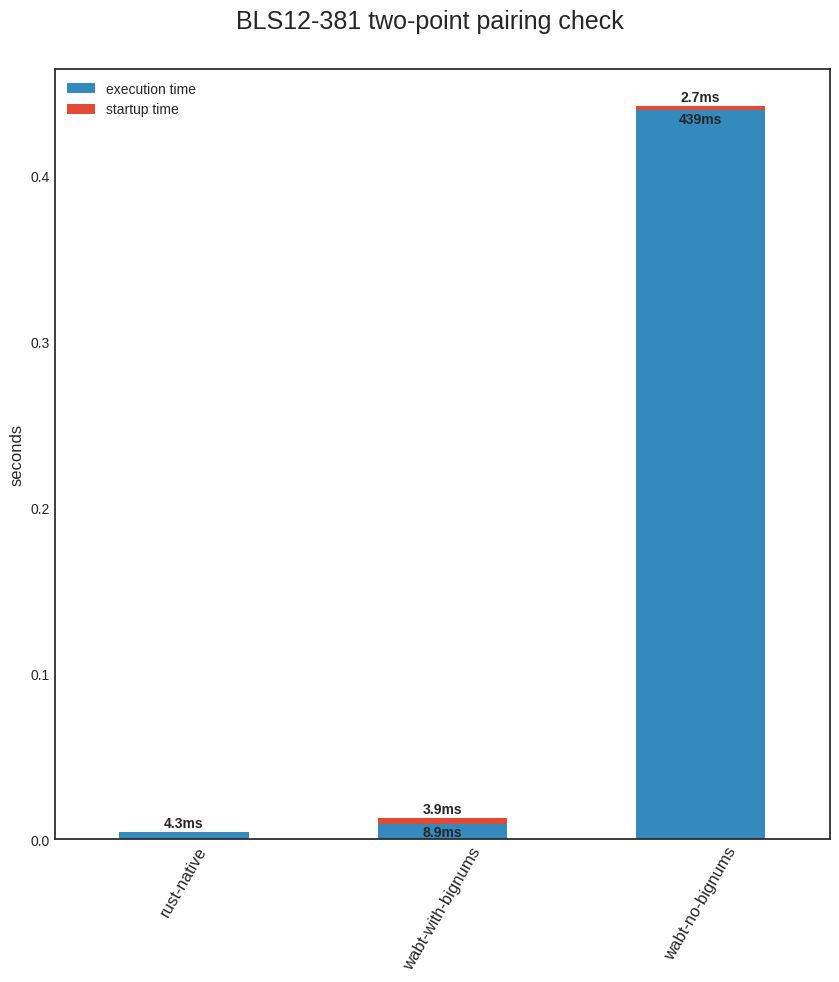 BLS12-381 two-point pairing check
execution time
startup time
2.7ms
439ms
0.4
0.3
seconds
0.2
0.1
3.9ms
4.3ms
8.9ms
0.0
rust-native
wabt-with-bignums
wabt-no-bignums